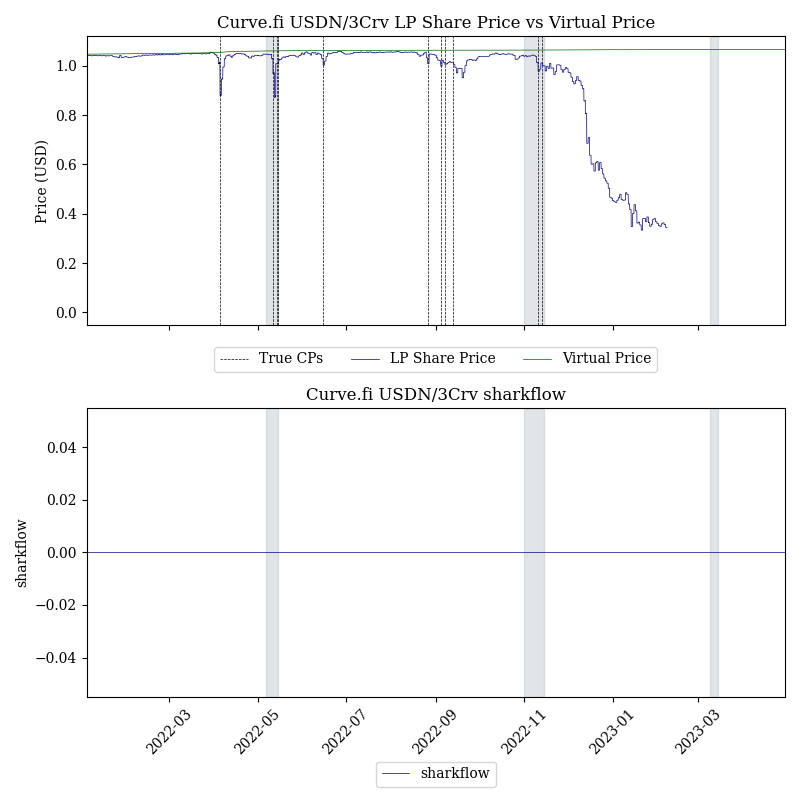 Curve.fi USDN/3Crv LP Share Price vs Virtual Price
Price (USD)
1.0
0.8
0.6
0.4
0.2
0.0
True CPs LP Share Price Virtual Price
Curve.fi USDN/3Crv sharkflow
sharkflow
0.04
0.02
0.00
−0.02
−0.04
2022-03 2022-05 2022-07 2022-09 2022-11 2023-01 2023-03
sharkflow